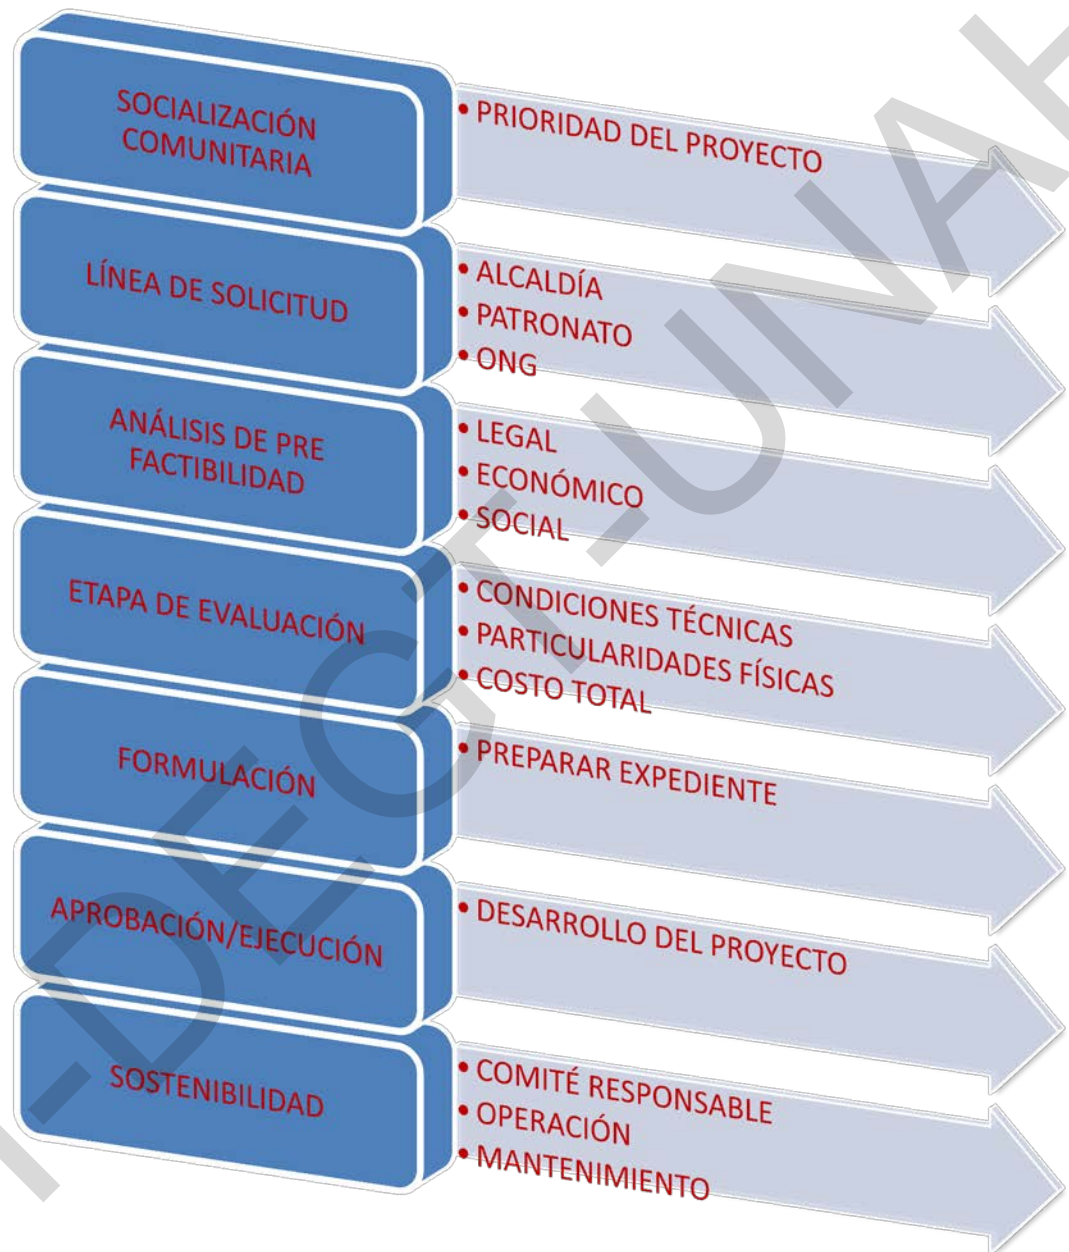 SOCIALIZACIÓN
COMUNITARIA
• PRIORIDAD DEL PROYECTO
LÍNEA DE SOLICITUD
• ALCALDÍA
• PATRONATO
• ONG
ANÁLISIS DE PRE
FACTIBILIDAD
• LEGAL
• ECONÓMICO
• SOCIAL
ETAPA DE EVALUACIÓN
• CONDICIONES TÉCNICAS
• PARTICULARIDADES FÍSICAS
• COSTO TOTAL
FORMULACIÓN
• PREPARAR EXPEDIENTE
APROBACIÓN/EJECUCIÓN
• DESARROLLO DEL PROYECTO
SOSTENIBILIDAD
• COMITÉ RESPONSABLE
• OPERACIÓN
• MANTENIMIENTO
-DEGT-UNAH